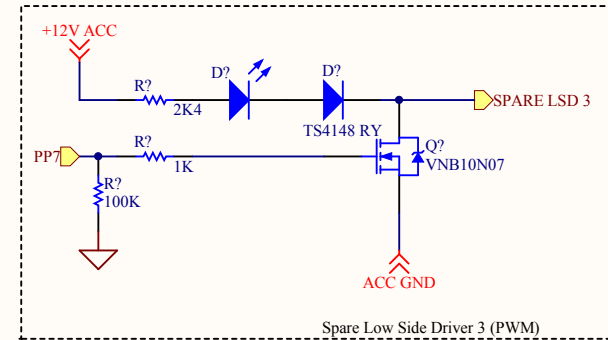 +12V ACC
D?
D?
R?
2K4
SPARE LSD 3
TS4148 RY
PP7
R?
1K
Q?
VNB10N07
R?
100K
ACC GND
Spare Low Side Driver 3 (PWM)